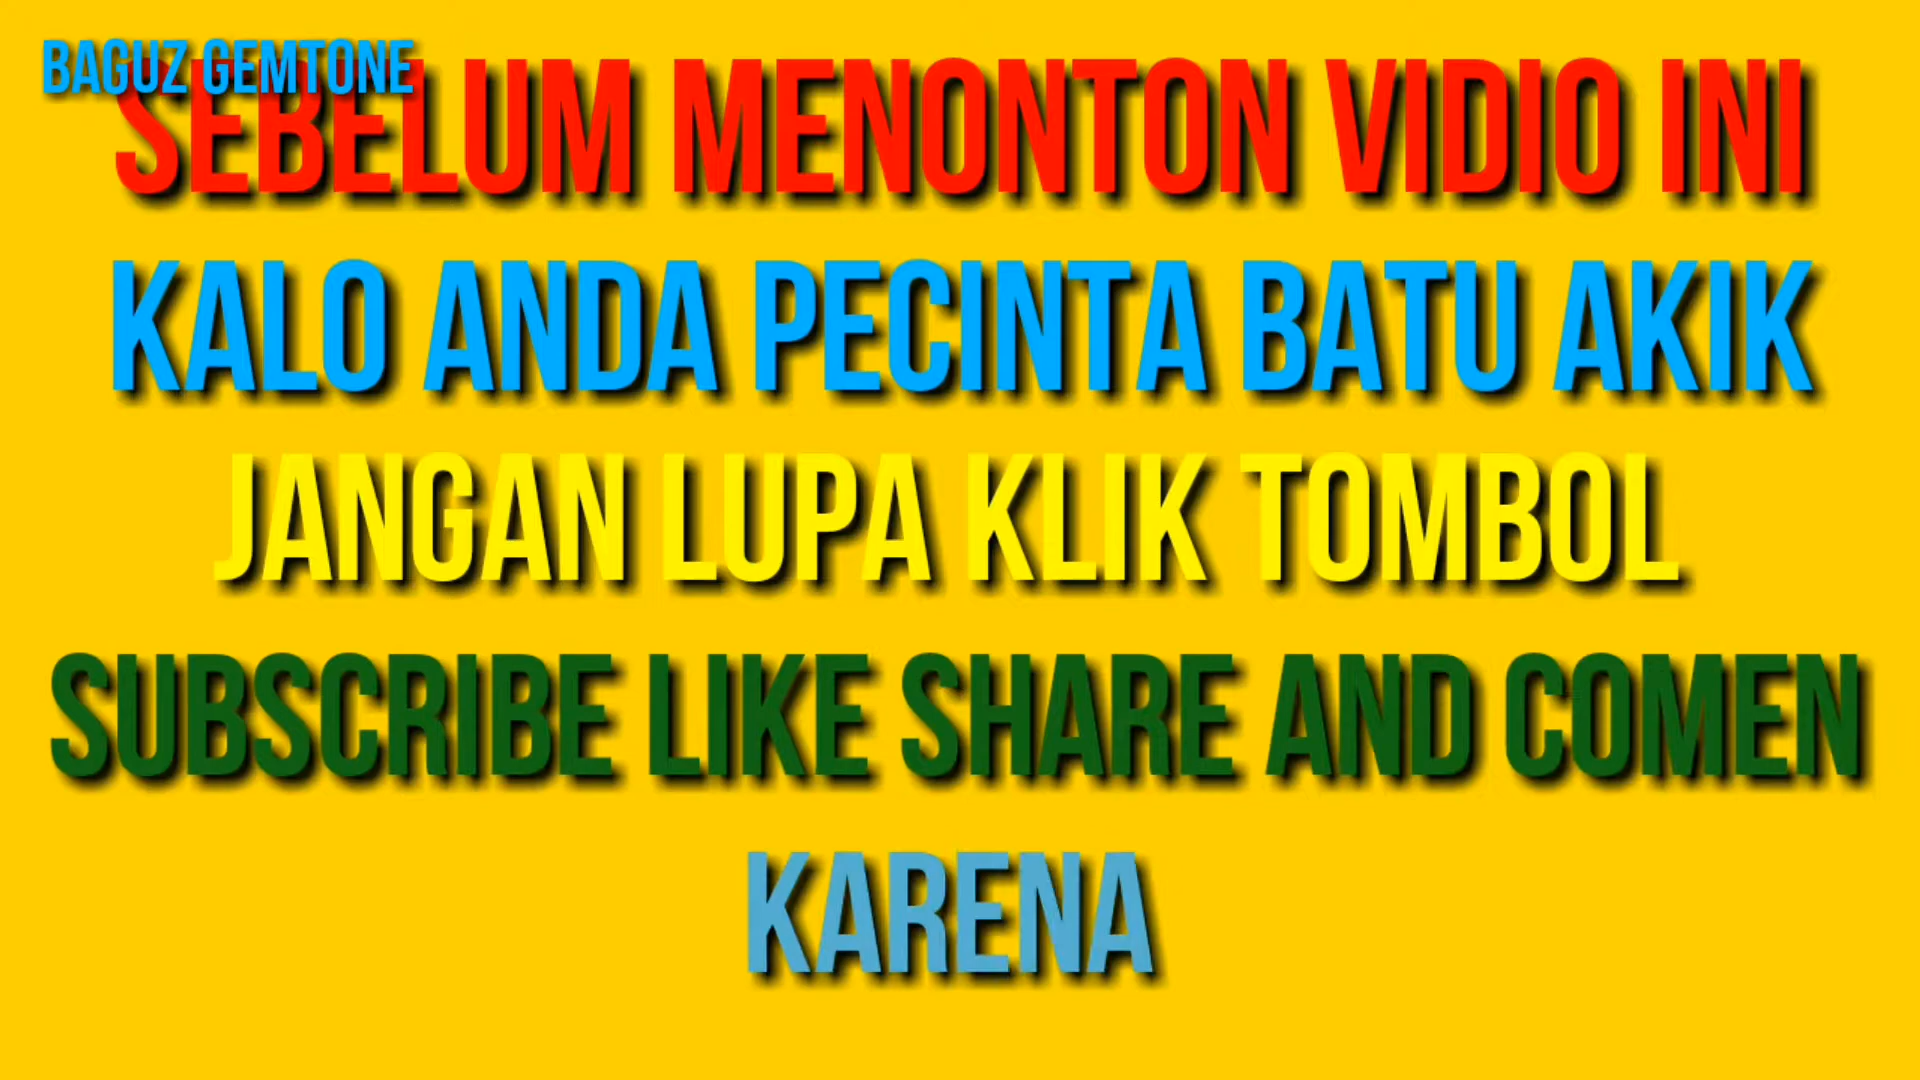 BAGUZ GEMTONE
SEBELUM MENONTON VIDIO INI
KALO ANDA PECINTA BATU AKIK
JANGAN LUPA KLIK TOMBOL
SUBSCRIBE LIKE SHARE AND COMEN
KARENA